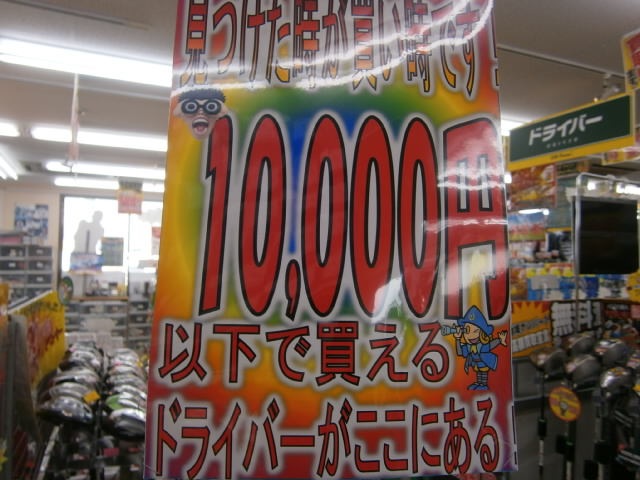 見つけた時が買い時です!
10,000円
以下で買える
ドライバーがここにある!
ドライバー
DRIVER